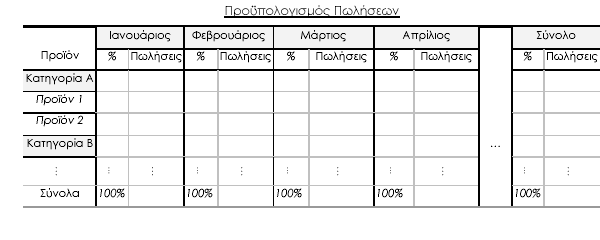 Προϋπολογισμός Πωλήσεων
Ιανουάριος Φεβρουάριος Μάρτιος Απρίλιος Σύνολο
Προϊόν % Πωλήσεις % Πωλήσεις % Πωλήσεις % Πωλήσεις % Πωλήσεις
Κατηγορία Α
Προϊόν 1
Προϊόν 2
Κατηγορία Β ...
⋮ ⋮ ⋮ ⋮ ⋮ ⋮ ⋮ ⋮ ⋮ ⋮ ⋮
Σύνολα 100% 100% 100% 100% 100%